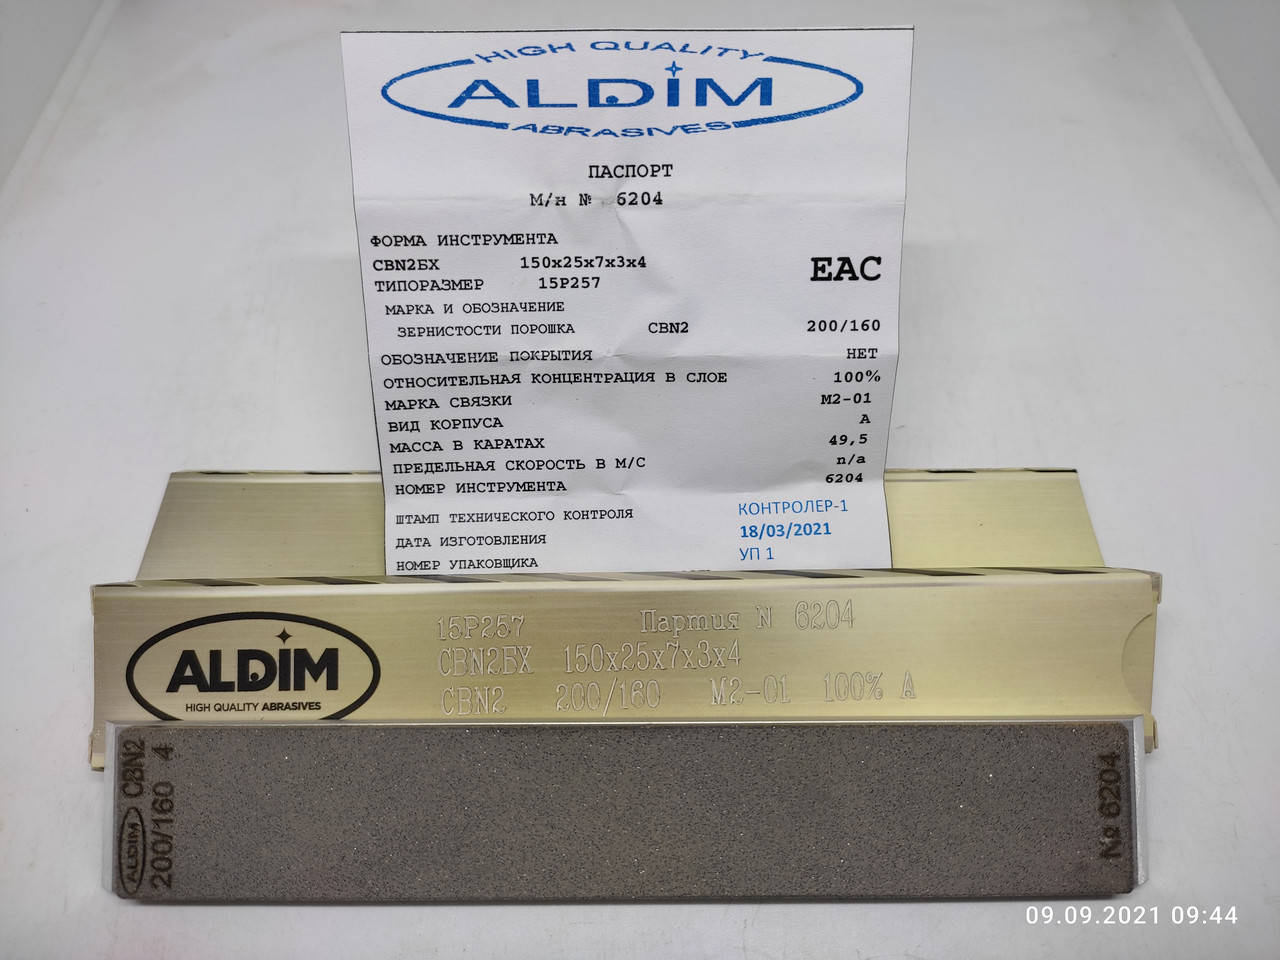 HIGH QUALITY
ALDIM
ABRASIVES
ПАСПОРТ
М/н № 6204
ФОРМА ИНСТРУМЕНТА
CBN2БХ 150x25x7x3x4
ТИПОРАЗМЕР 15P257
EAC
МАРКА И ОБОЗНАЧЕНИЕ
ЗЕРНИСТОСТИ ПОРОШКА CBN2 200/160
ОБОЗНАЧЕНИЕ ПОКРЫТИЯ НЕТ
ОТНОСИТЕЛЬНАЯ КОНЦЕНТРАЦИЯ В СЛОЕ 100%
МАРКА СВЯЗКИ М2-01
ВИД КОРПУСА А
МАССА В КАРАТАХ 49,5
ПРЕДЕЛЬНАЯ СКОРОСТЬ В М/С n/a
НОМЕР ИНСТРУМЕНТА 6204
ШТАМП ТЕХНИЧЕСКОГО КОНТРОЛЯ КОНТРОЛЕР-1
ДАТА ИЗГОТОВЛЕНИЯ 18/03/2021
НОМЕР УПАКОВЩИКА УП 1
ALDIM
HIGH QUALITY ABRASIVES
15P257 Партия N 6204
CBN2БХ 150x25x7x3x4
CBN2 200/160 М2-01 100% А
ALDIM CBN2
200/160 4
№ 6204
09.09.2021 09:44